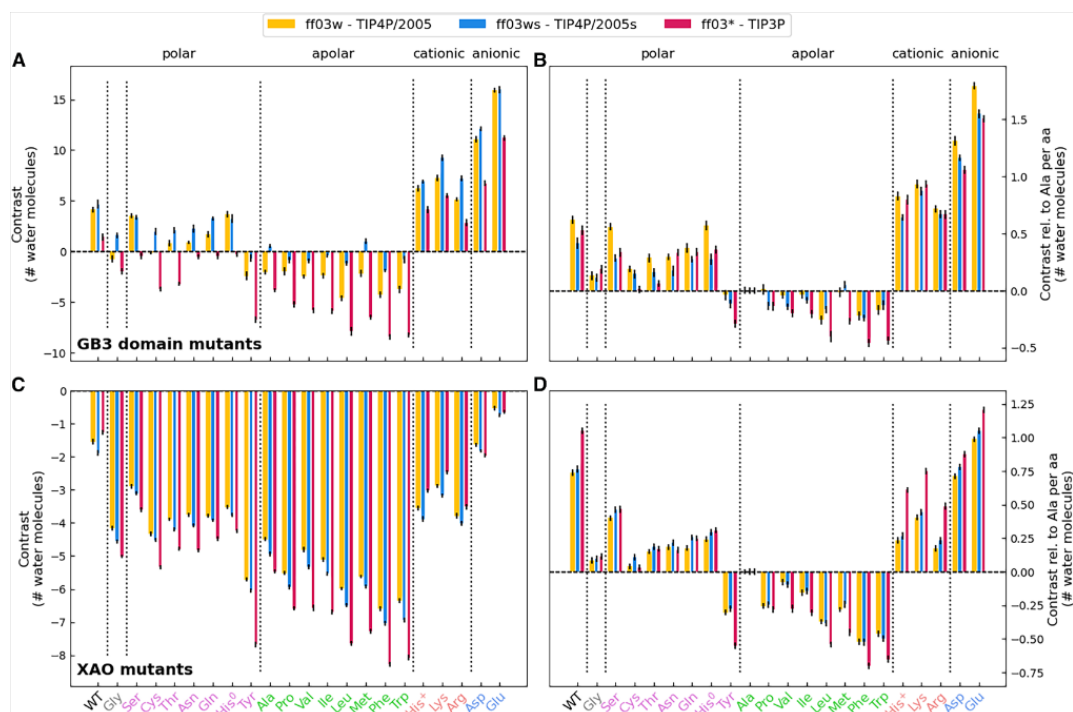 ff03w - TIP4P/2005 ff03ws - TIP4P/2005s ff03* - TIP3P
A polar apolar cationic anionic
Contrast
(# water molecules)
15
10
5
0
−5
−10
GB3 domain mutants
B polar apolar cationic anionic
1.5
1.0
0.5
0.0
−0.5
Contrast rel. to Ala per aa
(# water molecules)
C
Contrast
(# water molecules)
0
−1
−2
−3
−4
−5
−6
−7
−8
XAO mutants
WT Gly Ser Cys Thr Asn Gln His⁰ Tyr Ala Pro Val Ile Leu Met Phe Trp His⁺ Lys Arg Asp Glu
D
1.25
1.00
0.75
0.50
0.25
0.00
−0.25
−0.50
−0.75
Contrast rel. to Ala per aa
(# water molecules)
WT Gly Ser Cys Thr Asn Gln His⁰ Tyr Ala Pro Val Ile Leu Met Phe Trp His⁺ Lys Arg Asp Glu